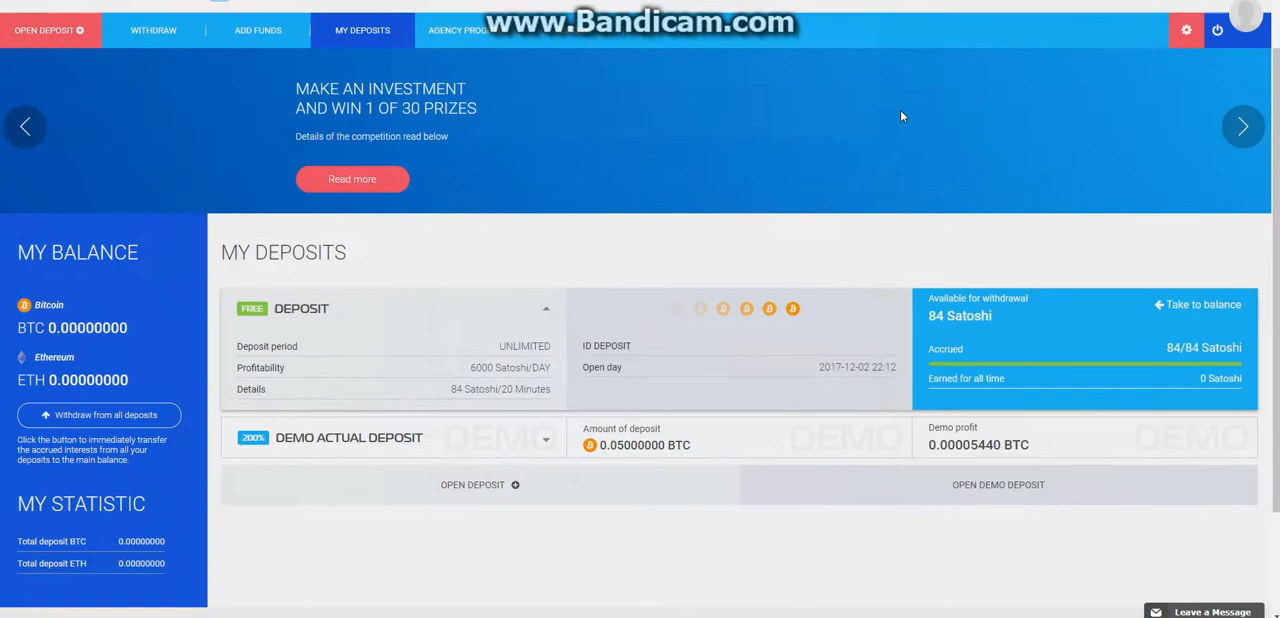 www.Bandicam.com
OPEN DEPOSIT
WITHDRAW
ADD FUNDS
MY DEPOSITS
AGENCY
MAKE AN INVESTMENT
AND WIN 1 OF 30 PRIZES
Details of the competition read below
Read more
MY BALANCE
Bitcoin
BTC 0.00000000
Ethereum
ETH 0.00000000
Withdraw from all deposits
Click the button to immediately transfer
the accrued interests from all your
deposits to the main balance.
MY STATISTIC
Total deposit BTC 0.00000000
Total deposit ETH 0.00000000
MY DEPOSITS
FREE DEPOSIT
Deposit period UNLIMITED
Profitability 6000 Satoshi/DAY
Details 84 Satoshi/20 Minutes
ID DEPOSIT
Open day 2017-12-02 22:12
Available for withdrawal
84 Satoshi
Take to balance
Accrued 84/84 Satoshi
Earned for all time 0 Satoshi
200% DEMO ACTUAL DEPOSIT
DEMO
Amount of deposit
0.05000000 BTC
DEMO
Demo profit
0.00005440 BTC
DEMO
OPEN DEPOSIT
OPEN DEMO DEPOSIT
Leave a Message